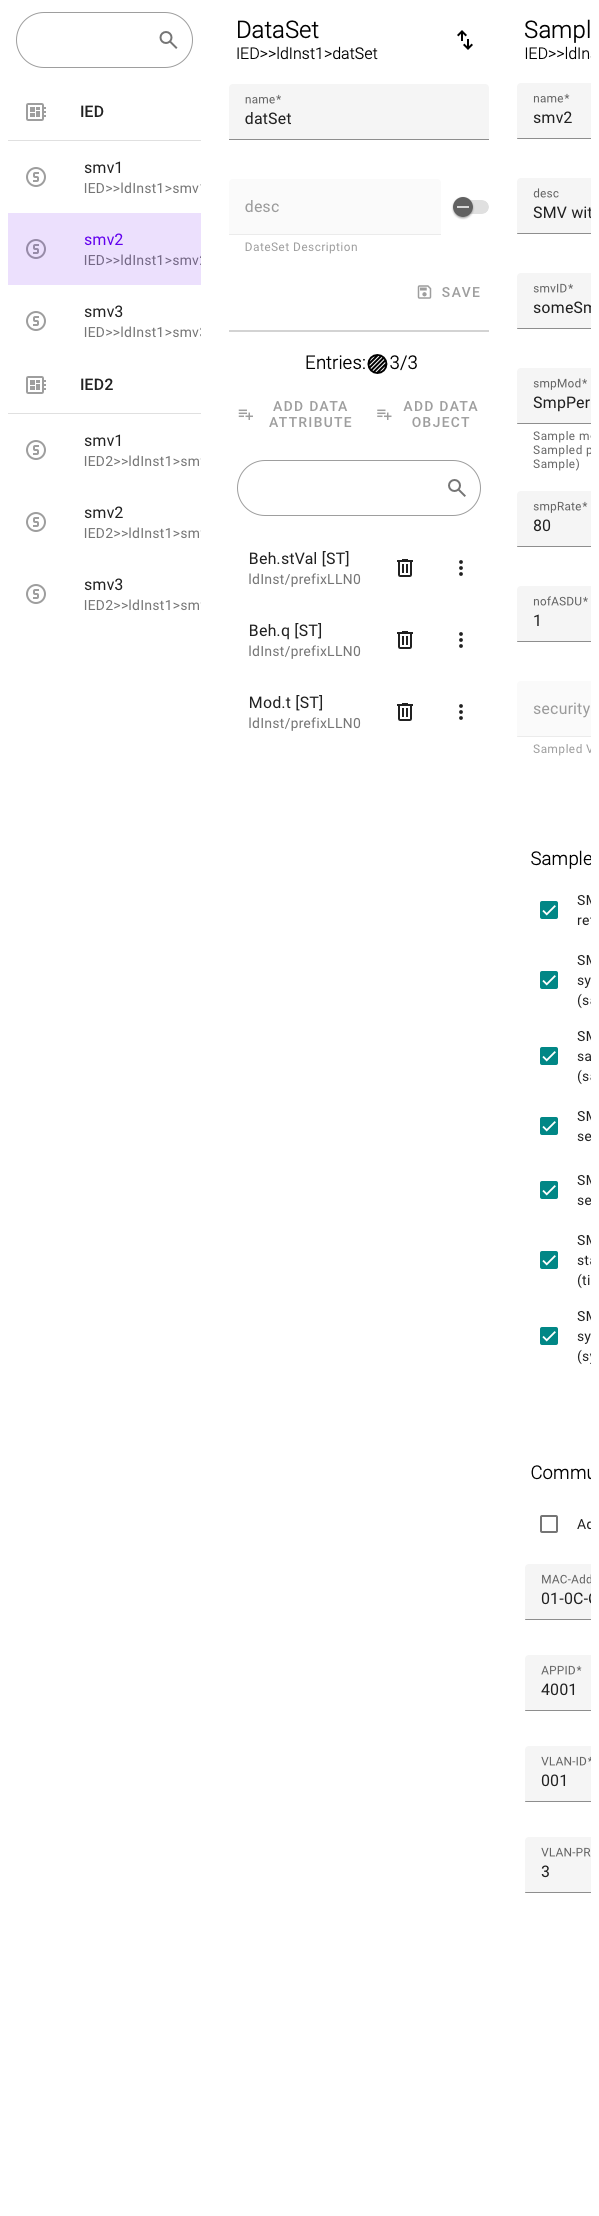 IED
smv1
IED>>ldInst1>smv
smv2
IED>>ldInst1>smv
smv3
IED>>ldInst1>smv
IED2
smv1
IED2>>ldInst1>sm
smv2
IED2>>ldInst1>sm
smv3
IED2>>ldInst1>sm
DataSet
IED>>ldInst1>datSet
name*
datSet
desc
DateSet Description
SAVE
Entries: 3/3
ADD DATA
ATTRIBUTE
ADD DATA
OBJECT
Beh.stVal [ST]
ldInst/prefixLLN0
Beh.q [ST]
ldInst/prefixLLN0
Mod.t [ST]
ldInst/prefixLLN0
Sampl
IED>>ldIn
name*
smv2
desc
SMV wit
smvID*
someSm
smpMod*
SmpPer
Sample m
Sampled p
Sample)
smpRate*
80
nofASDU*
1
security
Sampled V
Sample
SM
re
SM
sy
(sa
SM
sa
(sa
SM
se
SM
se
SM
sta
(ti
SM
sy
(sy
Commu
Ad
MAC-Add
01-0C-
APPID*
4001
VLAN-ID*
001
VLAN-PR
3